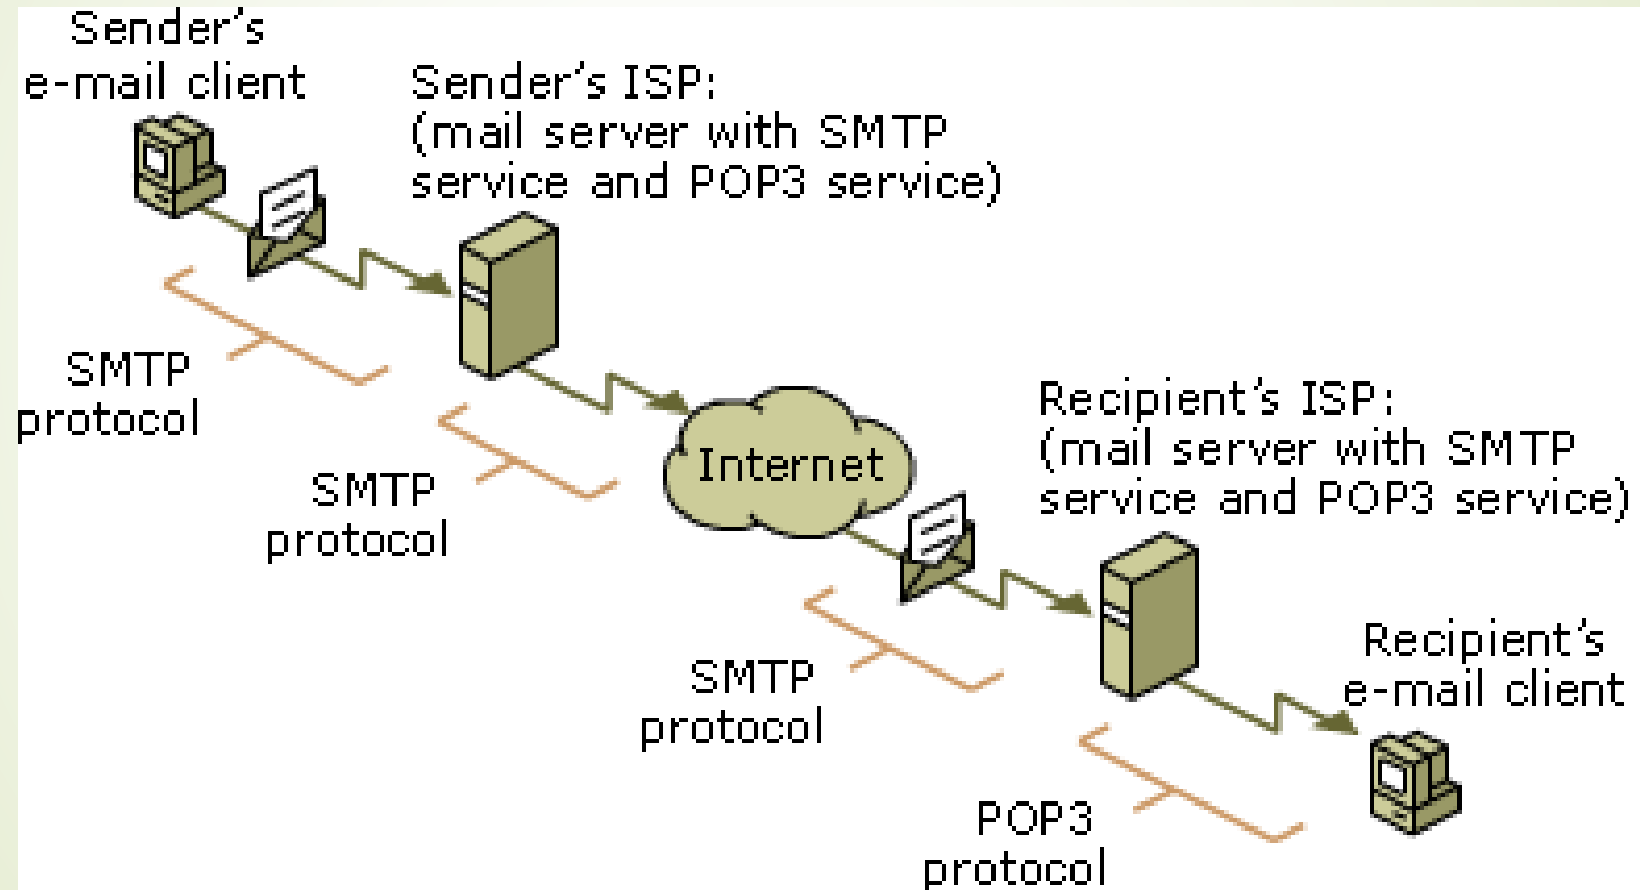 Sender's
e-mail client
Sender's ISP:
(mail server with SMTP
service and POP3 service)
SMTP
protocol
SMTP
protocol
Internet
Recipient's ISP:
(mail server with SMTP
service and POP3 service)
SMTP
protocol
Recipient's
e-mail client
POP3
protocol